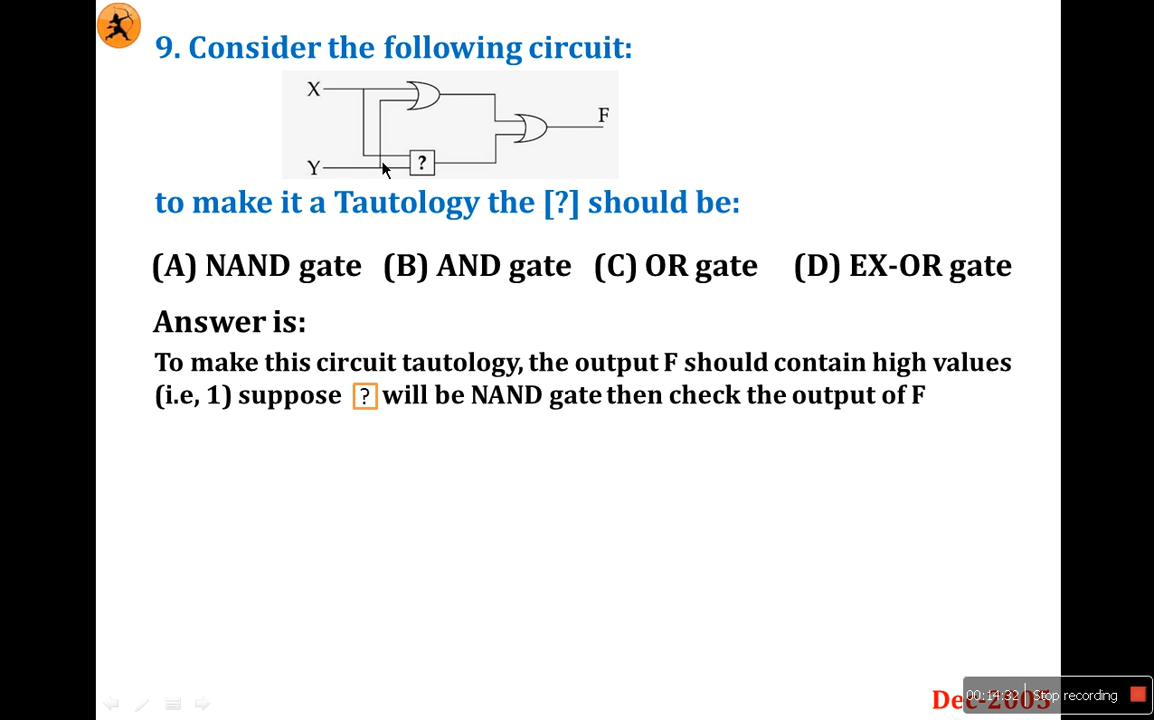 9. Consider the following circuit:
X
F
?
Y
to make it a Tautology the [?] should be:
(A) NAND gate (B) AND gate (C) OR gate (D) EX-OR gate
Answer is:
To make this circuit tautology, the output F should contain high values
(i.e, 1) suppose ? will be NAND gate then check the output of F
Dec-2005
00:14:32 Stop recording